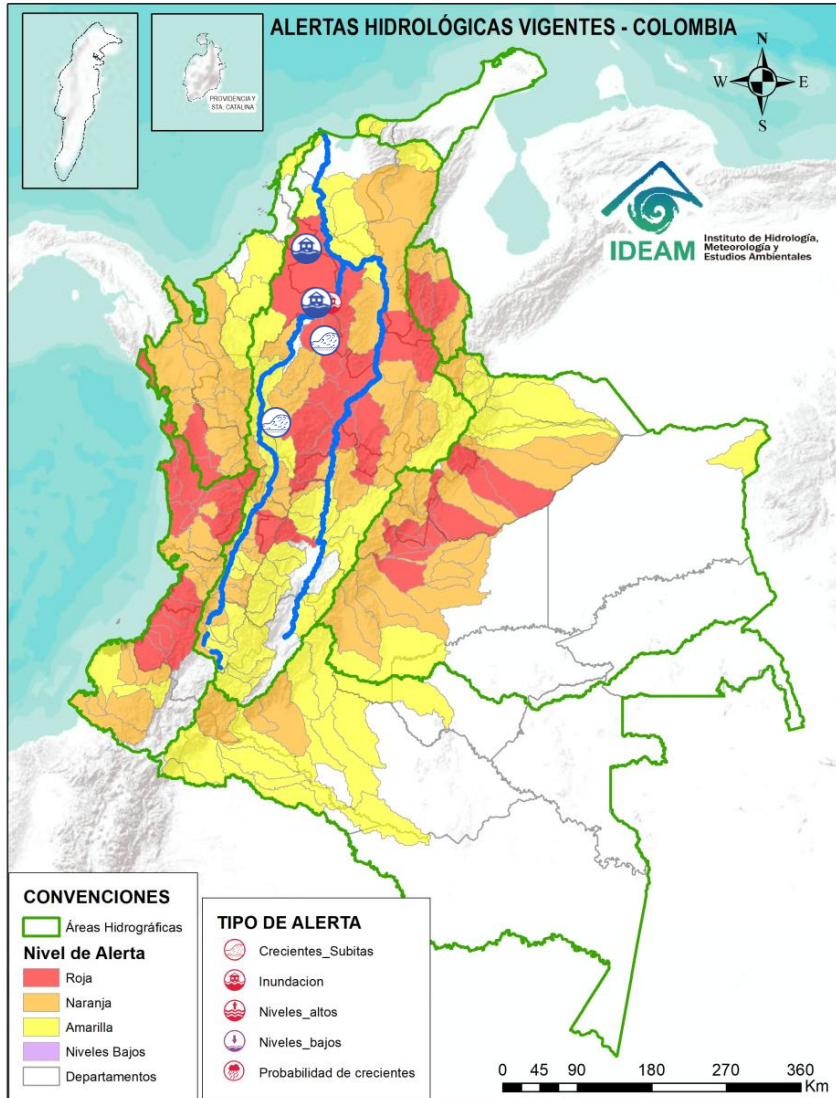 ALERTAS HIDROLÓGICAS VIGENTES - COLOMBIA
PROVIDENCIA Y
STA. CATALINA
N
W
E
S
IDEAM
Instituto de Hidrología,
Meteorología y
Estudios Ambientales
CONVENCIONES
Áreas Hidrográficas
Nivel de Alerta
Roja
Naranja
Amarilla
Niveles Bajos
Departamentos
TIPO DE ALERTA
Crecientes_Subitas
Inundacion
Niveles_altos
Niveles_bajos
Probabilidad de crecientes
0 45 90 180 270 360
Km